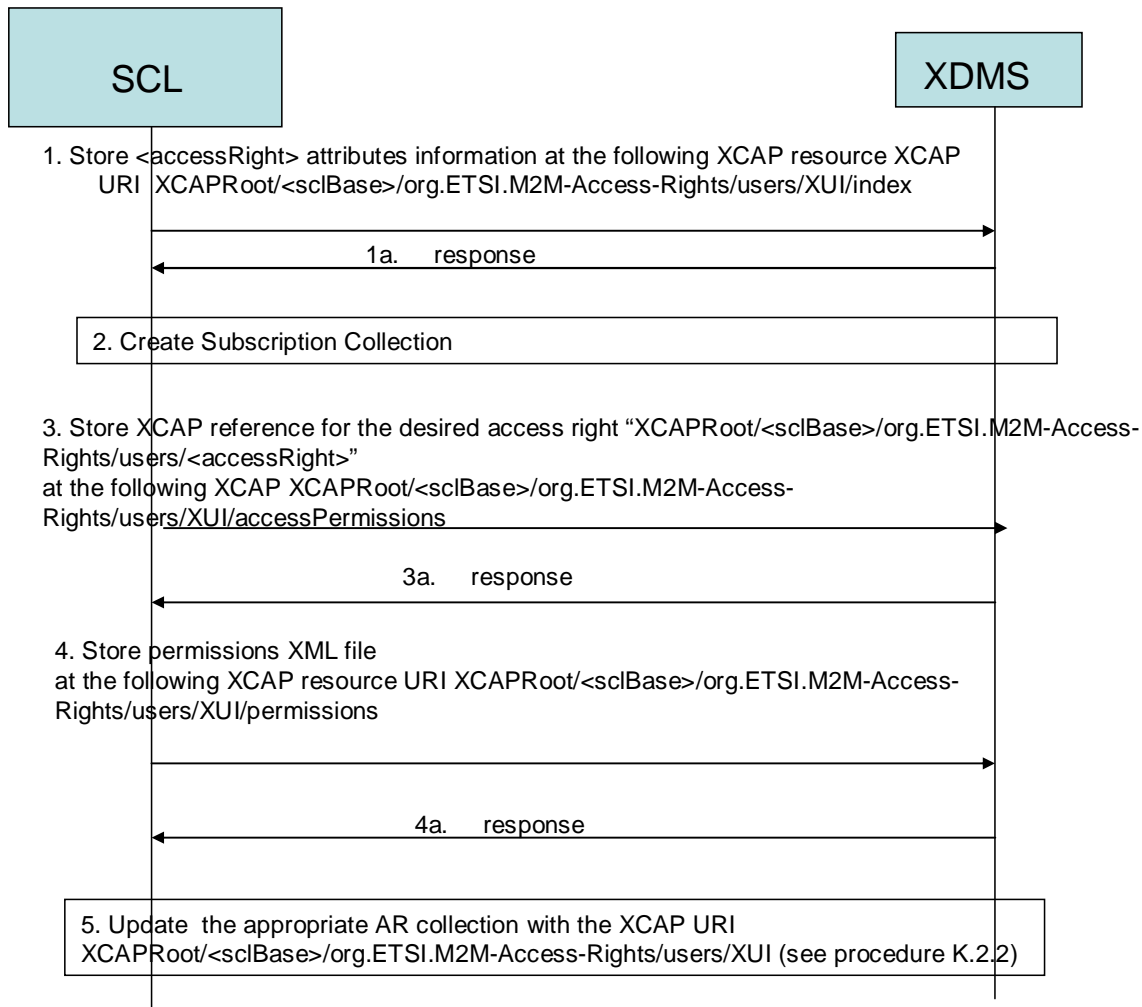 SCL
XDMS
1. Store <accessRight> attributes information at the following XCAP resource XCAP
URI XCAPRoot/<sclBase>/org.ETSI.M2M-Access-Rights/users/XUI/index
1a. response
2. Create Subscription Collection
3. Store XCAP reference for the desired access right “XCAPRoot/<sclBase>/org.ETSI.M2M-Access-
Rights/users/<accessRight>”
at the following XCAP XCAPRoot/<sclBase>/org.ETSI.M2M-Access-
Rights/users/XUI/accessPermissions
3a. response
4. Store permissions XML file
at the following XCAP resource URI XCAPRoot/<sclBase>/org.ETSI.M2M-Access-
Rights/users/XUI/permissions
4a. response
5. Update the appropriate AR collection with the XCAP URI
XCAPRoot/<sclBase>/org.ETSI.M2M-Access-Rights/users/XUI (see procedure K.2.2)